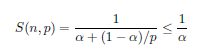 S(n, p) = 1 / (α + (1 − α)/p) ≤ 1/α